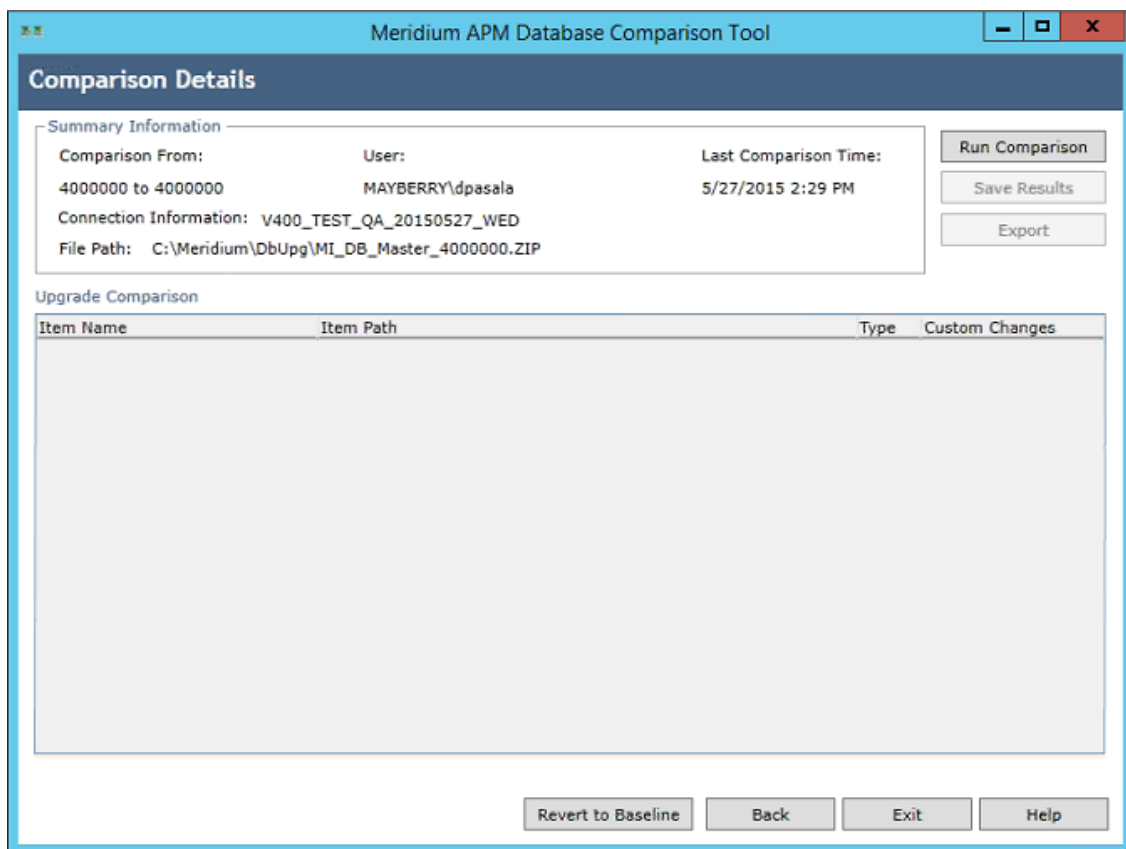 Meridium APM Database Comparison Tool
Comparison Details
Summary Information
Comparison From: User: Last Comparison Time:
4000000 to 4000000 MAYBERRY\dpasala 5/27/2015 2:29 PM
Connection Information: V400_TEST_QA_20150527_WED
File Path: C:\Meridium\DbUpg\MI_DB_Master_4000000.ZIP
Run Comparison
Save Results
Export
Upgrade Comparison
Item Name Item Path Type Custom Changes
Revert to Baseline Back Exit Help